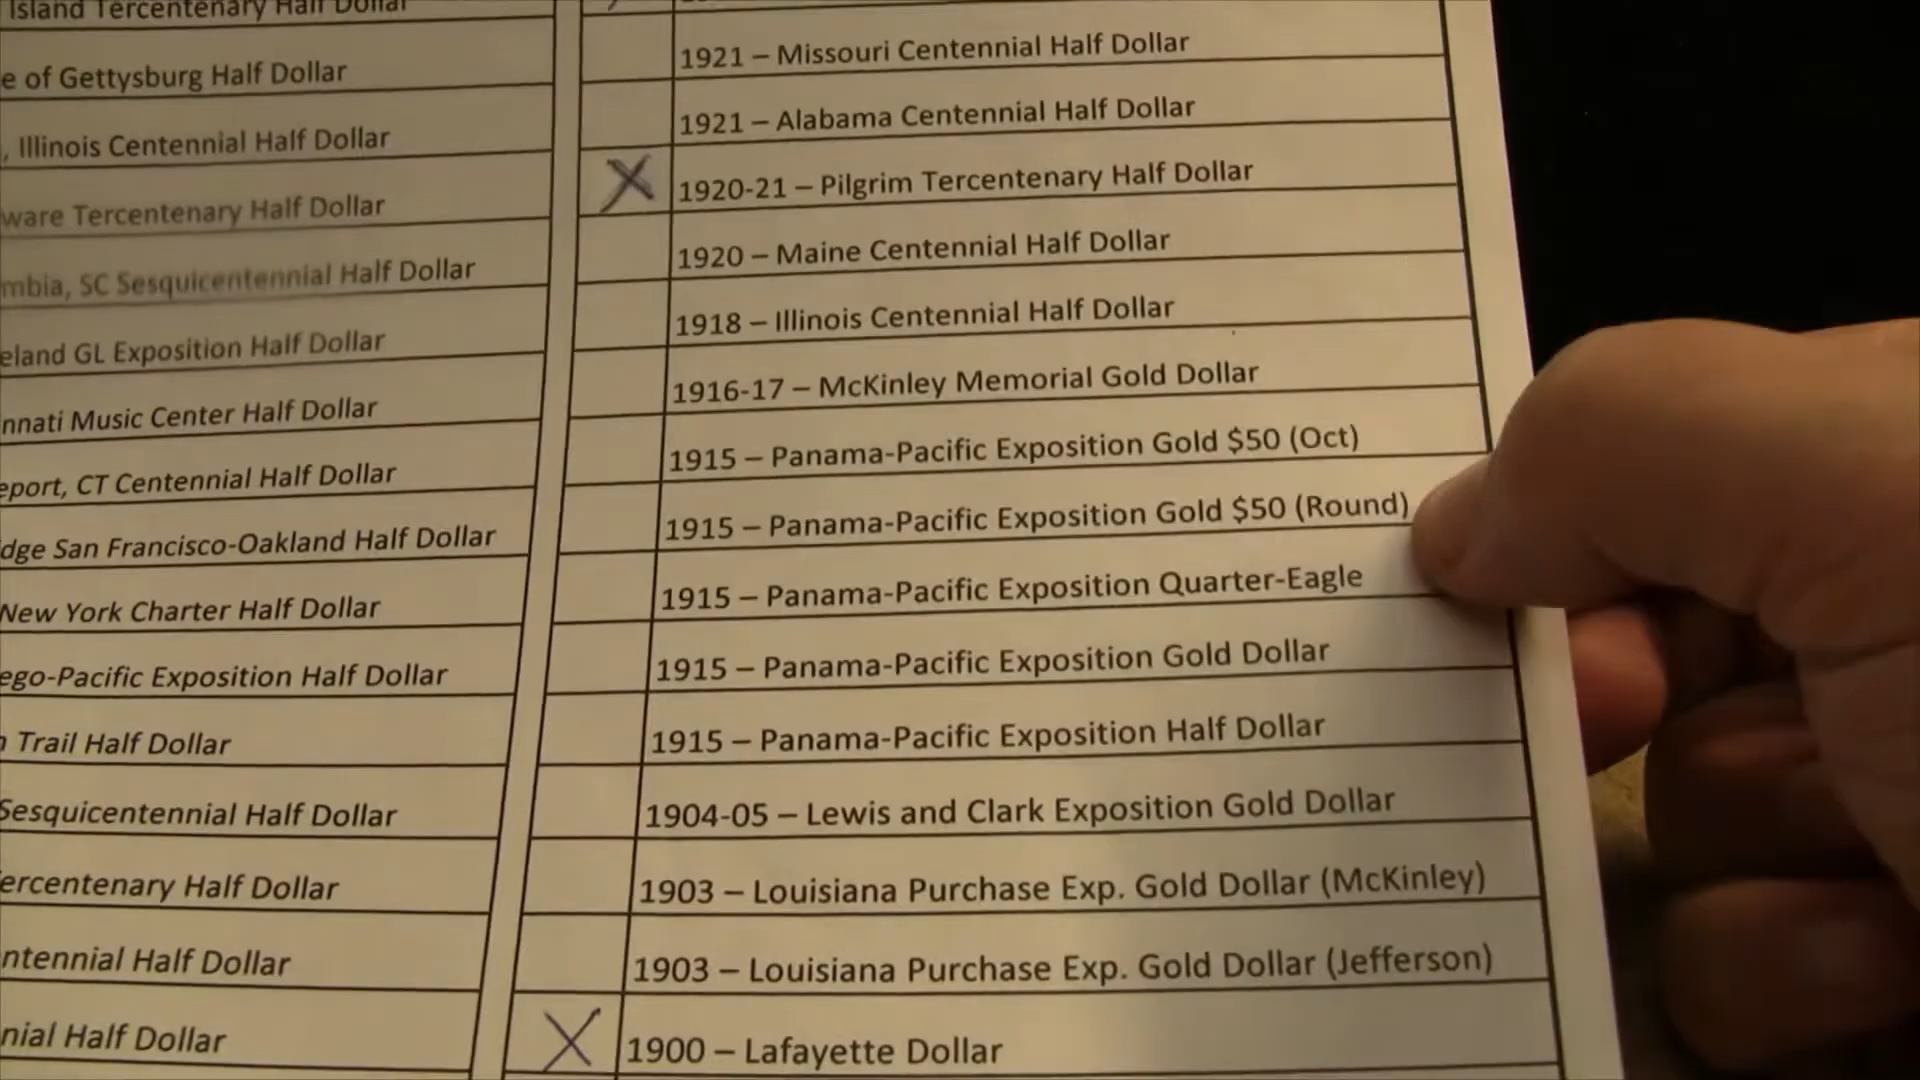 Island Tercentenary Half Dollar
e of Gettysburg Half Dollar
, Illinois Centennial Half Dollar
ware Tercentenary Half Dollar
mbia, SC Sesquicentennial Half Dollar
eland GL Exposition Half Dollar
nnati Music Center Half Dollar
eport, CT Centennial Half Dollar
dge San Francisco-Oakland Half Dollar
New York Charter Half Dollar
ego-Pacific Exposition Half Dollar
Trail Half Dollar
Sesquicentennial Half Dollar
ercentenary Half Dollar
ntennial Half Dollar
nial Half Dollar
1921 – Missouri Centennial Half Dollar
1921 – Alabama Centennial Half Dollar
X 1920-21 – Pilgrim Tercentenary Half Dollar
1920 – Maine Centennial Half Dollar
1918 – Illinois Centennial Half Dollar
1916-17 – McKinley Memorial Gold Dollar
1915 – Panama-Pacific Exposition Gold $50 (Oct)
1915 – Panama-Pacific Exposition Gold $50 (Round)
1915 – Panama-Pacific Exposition Quarter-Eagle
1915 – Panama-Pacific Exposition Gold Dollar
1915 – Panama-Pacific Exposition Half Dollar
1904-05 – Lewis and Clark Exposition Gold Dollar
1903 – Louisiana Purchase Exp. Gold Dollar (McKinley)
1903 – Louisiana Purchase Exp. Gold Dollar (Jefferson)
X 1900 – Lafayette Dollar